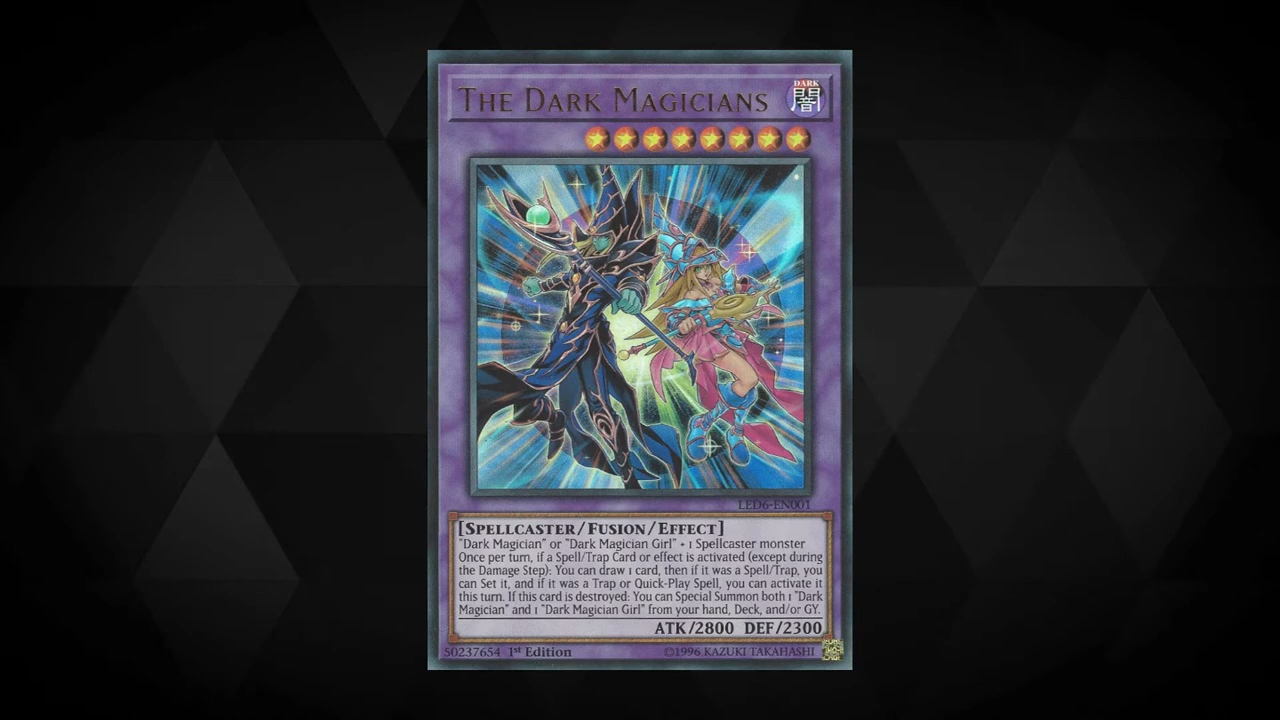 The Dark Magicians
DARK
闇
LED6-EN001
[Spellcaster/Fusion/Effect]
"Dark Magician" or "Dark Magician Girl" + 1 Spellcaster monster
Once per turn, if a Spell/Trap Card or effect is activated (except during
the Damage Step): You can draw 1 card, then if it was a Spell/Trap, you
can Set it, and if it was a Trap or Quick-Play Spell, you can activate it
this turn. If this card is destroyed: You can Special Summon both 1 "Dark
Magician" and 1 "Dark Magician Girl" from your hand, Deck, and/or GY.
ATK/2800 DEF/2300
50237654 1st Edition ©1996 KAZUKI TAKAHASHI